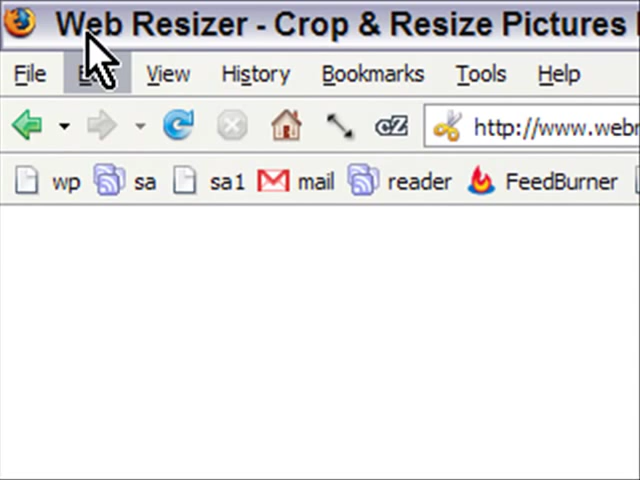 Web Resizer - Crop & Resize Pictures
File View History Bookmarks Tools Help
http://www.webr
wp sa sa1 mail reader FeedBurner